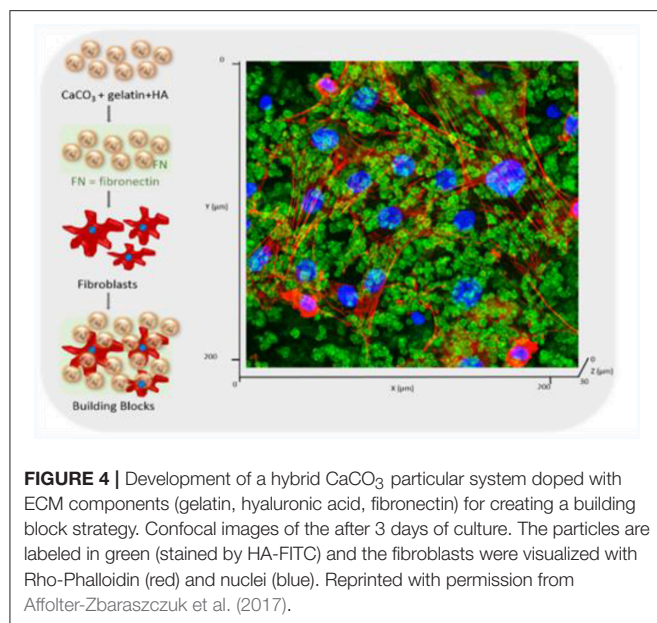 CaCO₃ + gelatin+HA
FN
FN = fibronectin
Fibroblasts
Building Blocks
0
Y (µm)
200
0
X (µm)
200
0
Z (µm)
30
FIGURE 4 | Development of a hybrid CaCO₃ particular system doped with
ECM components (gelatin, hyaluronic acid, fibronectin) for creating a building
block strategy. Confocal images of the after 3 days of culture. The particles are
labeled in green (stained by HA-FITC) and the fibroblasts were visualized with
Rho-Phalloidin (red) and nuclei (blue). Reprinted with permission from
Affolter-Zbaraszczuk et al. (2017).